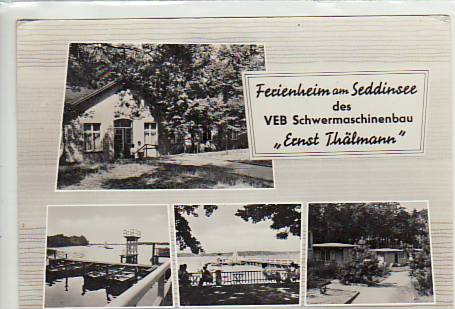 Ferienheim am Seddinsee
des
VEB Schwermaschinenbau
„Ernst Thälmann"